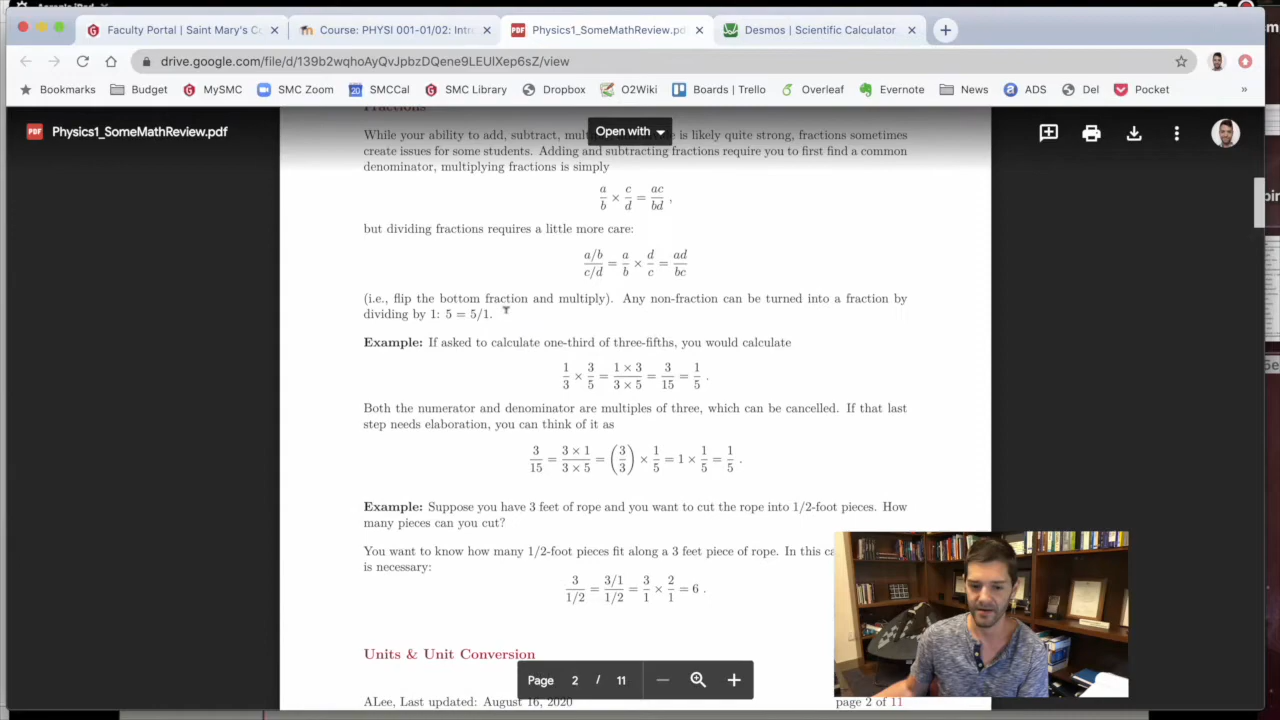 Faculty Portal | Saint Mary's Co
Course: PHYSI 001-01/02: Intro
Physics1_SomeMathReview.pd
Desmos | Scientific Calculator
drive.google.com/file/d/139b2wqhoAyQvJpbzDQene9LEUIXep6sZ/view
Bookmarks Budget MySMC SMC Zoom SMCCal SMC Library Dropbox O2Wiki Boards | Trello Overleaf Evernote News ADS Del Pocket »
PDF Physics1_SomeMathReview.pdf
Open with
Fractions
While your ability to add, subtract, is likely quite strong, fractions sometimes
create issues for some students. Adding and subtracting fractions require you to first find a common
denominator, multiplying fractions is simply
a/b × c/d = ac/bd ,
but dividing fractions requires a little more care:
(a/b)/(c/d) = a/b × d/c = ad/bc
(i.e., flip the bottom fraction and multiply). Any non-fraction can be turned into a fraction by
dividing by 1: 5 = 5/1.
Example: If asked to calculate one-third of three-fifths, you would calculate
1/3 × 3/5 = (1 × 3)/(3 × 5) = 3/15 = 1/5 .
Both the numerator and denominator are multiples of three, which can be cancelled. If that last
step needs elaboration, you can think of it as
3/15 = (3 × 1)/(3 × 5) = (3/3) × 1/5 = 1 × 1/5 = 1/5 .
Example: Suppose you have 3 feet of rope and you want to cut the rope into 1/2-foot pieces. How
many pieces can you cut?
You want to know how many 1/2-foot pieces fit along a 3 feet piece of rope. In this
is necessary:
3/(1/2) = (3/1)/(1/2) = 3/1 × 2/1 = 6 .
Units & Unit Conversion
Page 2 / 11
ALee, Last updated: August 16, 2020
page 2 of 11